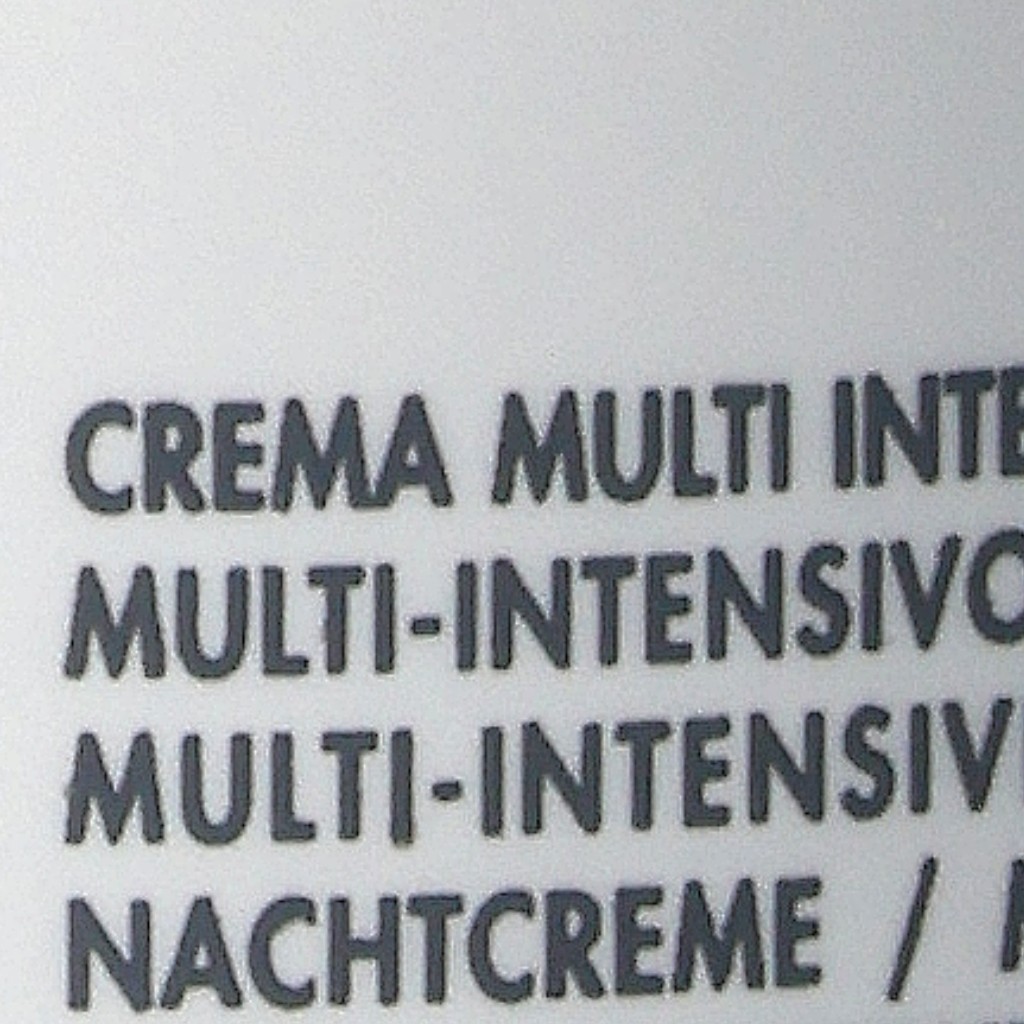 CREMA MULTI INTE
MULTI-INTENSIVO
MULTI-INTENSIV
NACHTCREME /